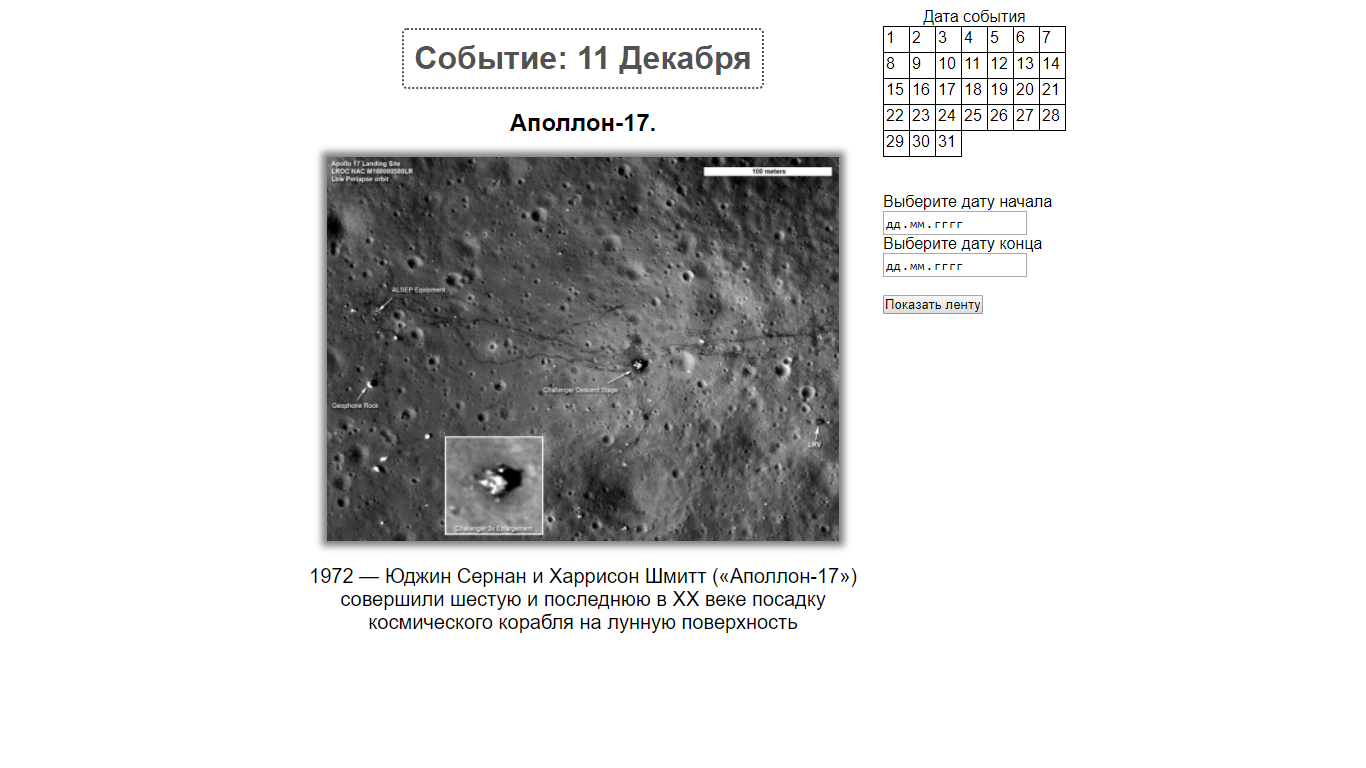 Событие: 11 Декабря
Аполлон-17.
Apollo 17 Landing Site
LROC NAC M168000580LR
Low Periapse orbit
100 meters
ALSEP Equipment
Challenger Descent Stage
Geophone Rock
LRV
Challenger 3x Enlargement
1972 — Юджин Сернан и Харрисон Шмитт («Аполлон-17»)
совершили шестую и последнюю в XX веке посадку
космического корабля на лунную поверхность
Дата события
1 2 3 4 5 6 7
8 9 10 11 12 13 14
15 16 17 18 19 20 21
22 23 24 25 26 27 28
29 30 31
Выберите дату начала
дд.мм.гггг
Выберите дату конца
дд.мм.гггг
Показать ленту